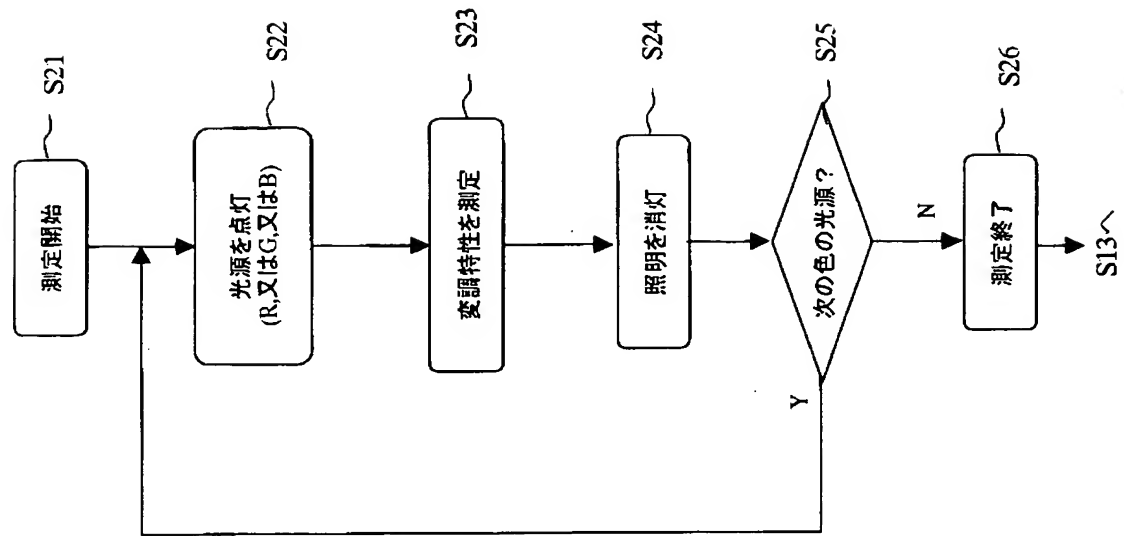 測定開始
S21
光源を点灯
(R,又はG,又はB)
S22
変調特性を測定
S23
照明を消灯
S24
次の色の光源？
S25
Y
N
測定終了
S26
S13へ